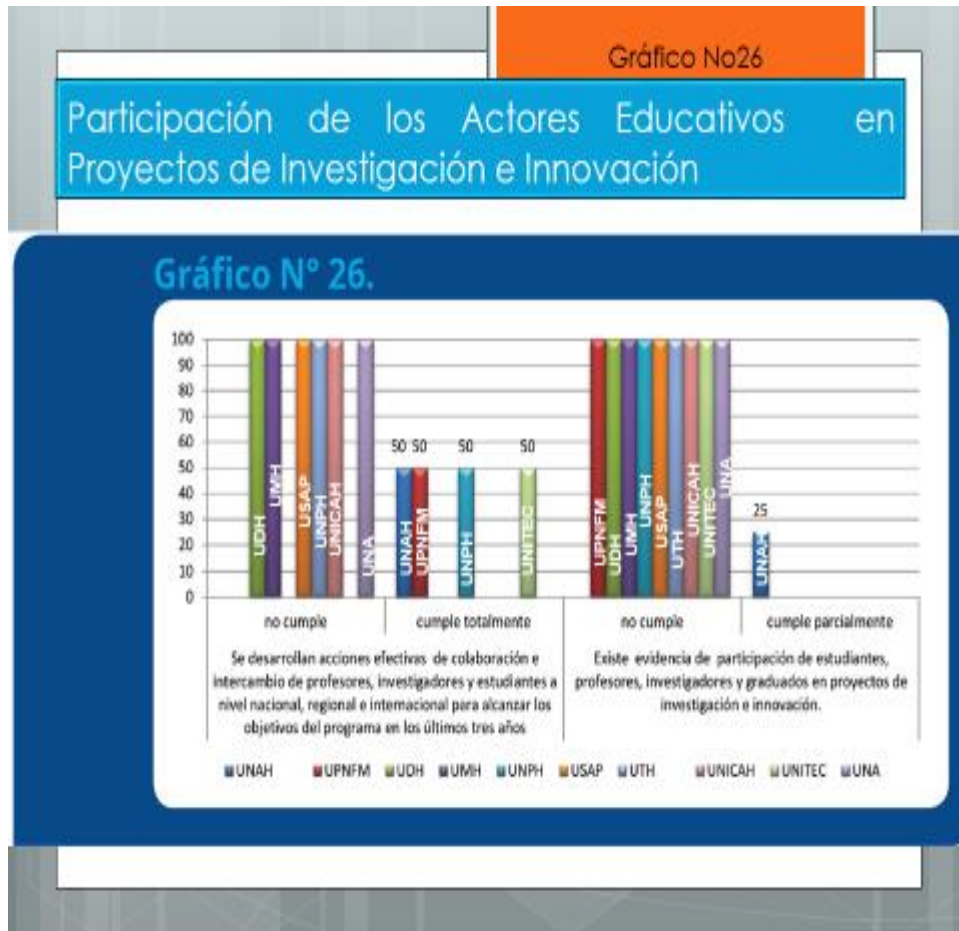 Gráfico No26
Participación de los Actores Educativos en
Proyectos de Investigación e Innovación
Gráfico N° 26.
100
90
80
70
60
50
40
30
20
10
0
UDH
UMH
USAP
UNPH
UNICAH
UNA
50 50 50 50
UNAH
UPNFM
UNPH
UNITEC
UPNFM
UDH
UMH
UNPH
USAP
UTH
UNICAH
UNITEC
UNA
25
UNAH
no cumple
cumple totalmente
no cumple
cumple parcialmente
Se desarrollan acciones efectivas de colaboración e
intercambio de profesores, investigadores y estudiantes a
nivel nacional, regional e internacional para alcanzar los
objetivos del programa en los últimos tres años
Existe evidencia de participación de estudiantes,
profesores, investigadores y graduados en proyectos de
investigación e innovación.
UNAH UPNFM UDH UMH UNPH USAP UTH UNICAH UNITEC UNA